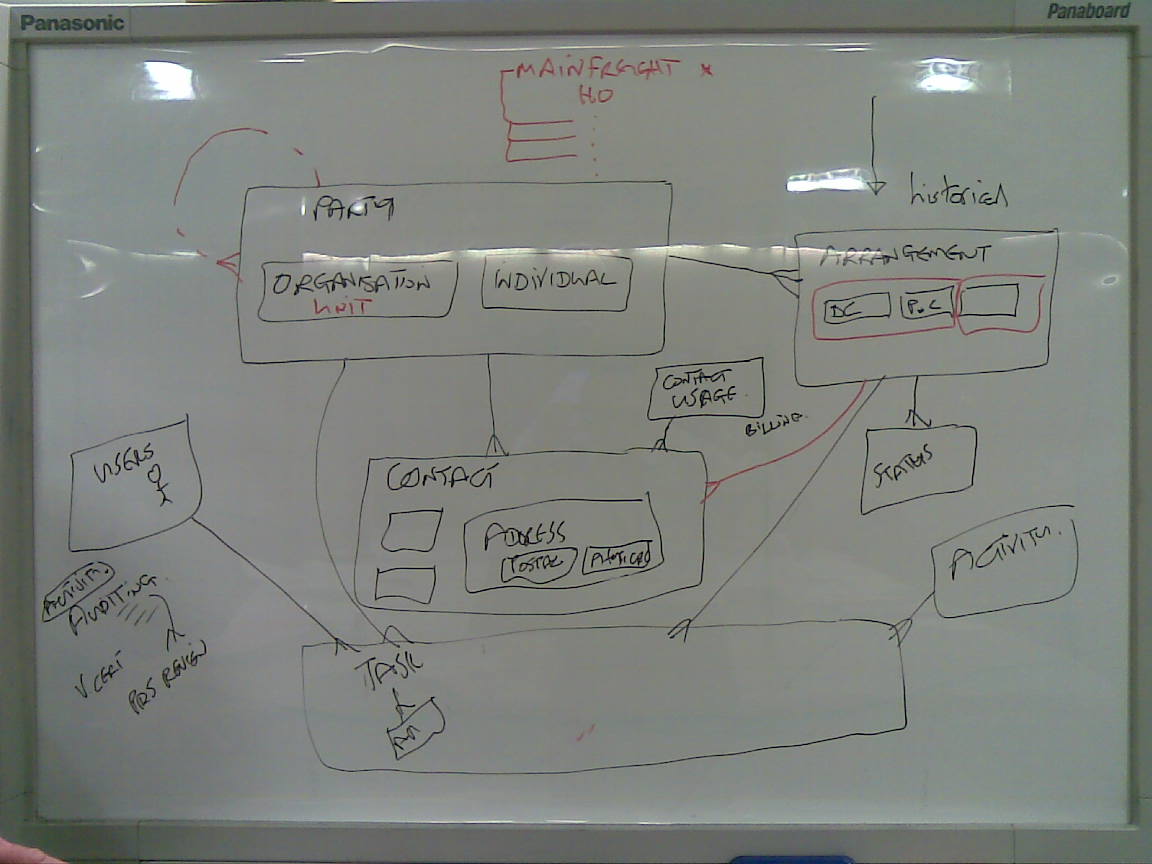 Panasonic
Panaboard
MAINFREIGHT *
HO
historical
PARTY
ORGANISATION
UNIT
INDIVIDUAL
ARRANGEMENT
DC
CONTACT
USAGE
BILLING
USERS
CONTACT
ADDRESS
POSTAL
PHYSICAL
STATUS
ACTIVITY
ACTIVITY
AUDITING
V CERT
PRS REVIEW
TASK